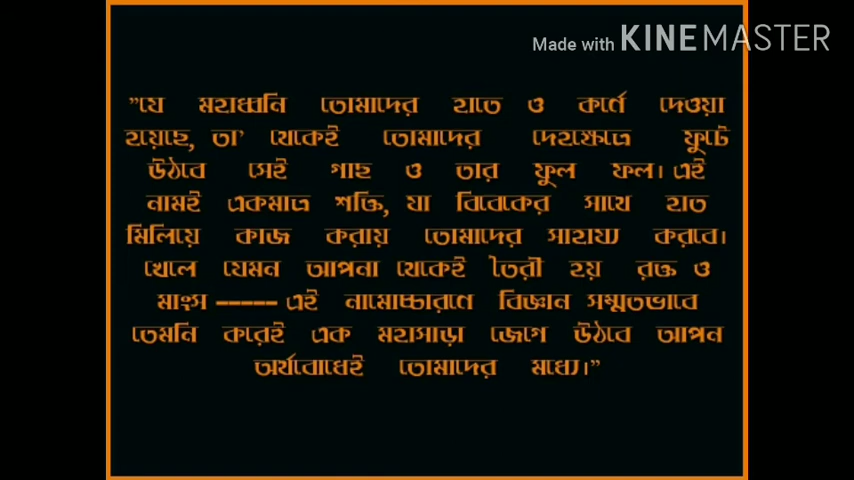 Made with KINEMASTER
”যে মহাধ্বনি তোমাদের হাতে ও কর্ণে দেওয়া
হয়েছে, তা’ থেকেই তোমাদের দেহক্ষেত্রে ফুটে
উঠবে সেই গাছ ও তার ফুল ফল। এই
নামই একমাত্র শক্তি, যা বিবেকের সাথে হাত
মিলিয়ে কাজ করায় তোমাদের সাহায্য করবে।
খেলে যেমন আপনা থেকেই তৈরী হয় রক্ত ও
মাংস ----- এই নামোচ্চারণে বিজ্ঞান সম্মতভাবে
তেমনি করেই এক মহাসাড়া জেগে উঠবে আপন
অর্থবোধেই তোমাদের মধ্যে।”